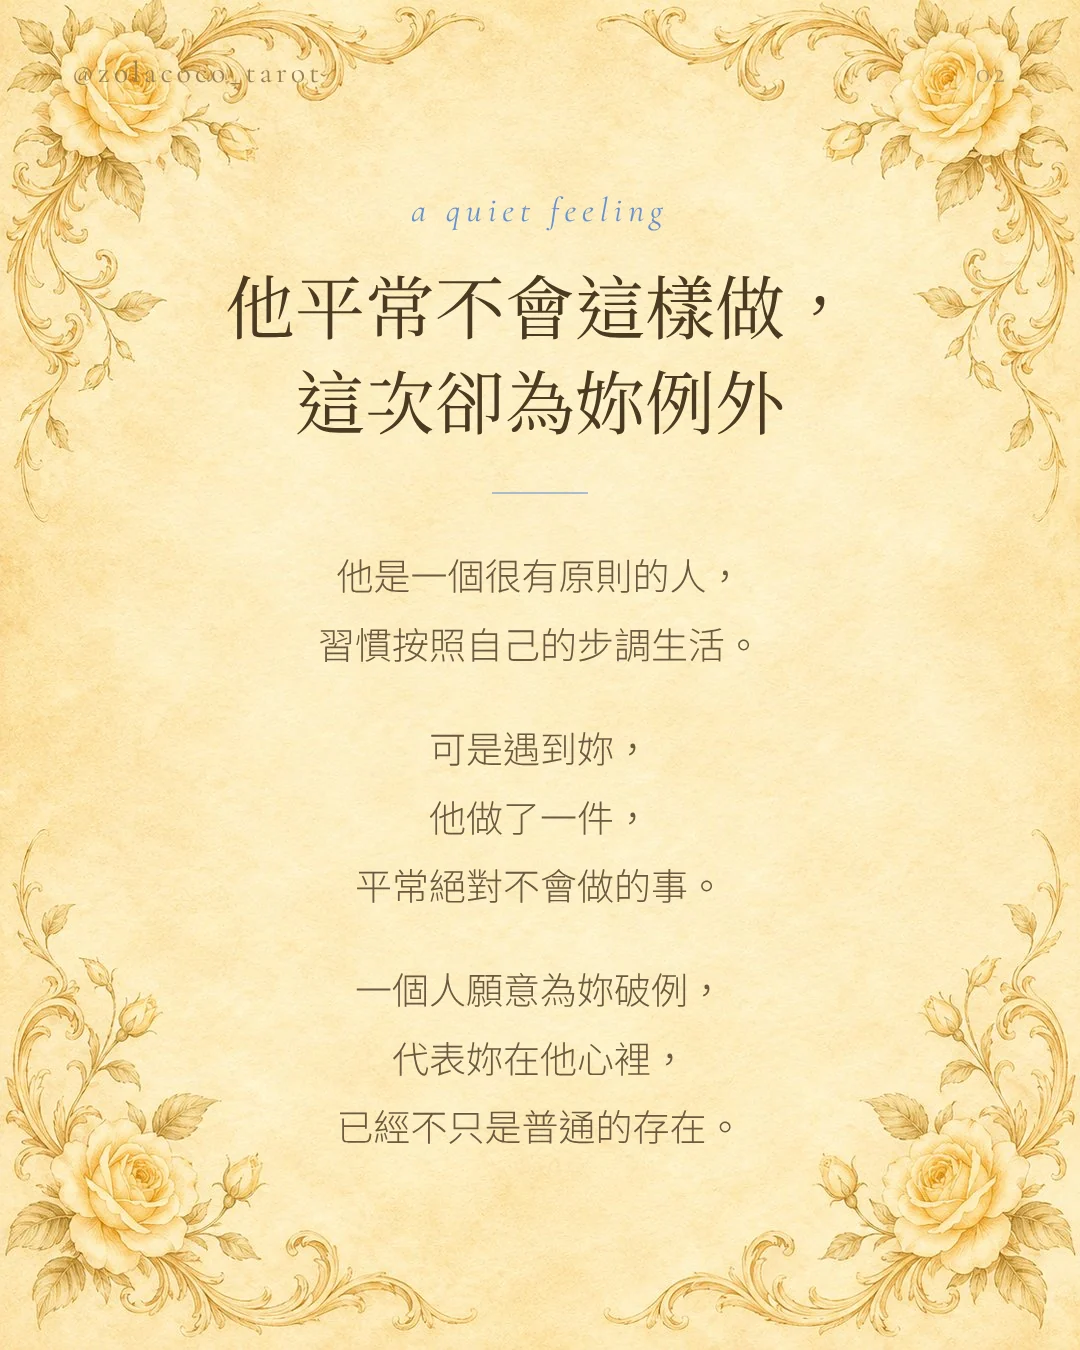 @zolacoco_tarot
02
a quiet feeling
他平常不會這樣做，
這次卻為妳例外
他是一個很有原則的人，
習慣按照自己的步調生活。
可是遇到妳，
他做了一件，
平常絕對不會做的事。
一個人願意為妳破例，
代表妳在他心裡，
已經不只是普通的存在。